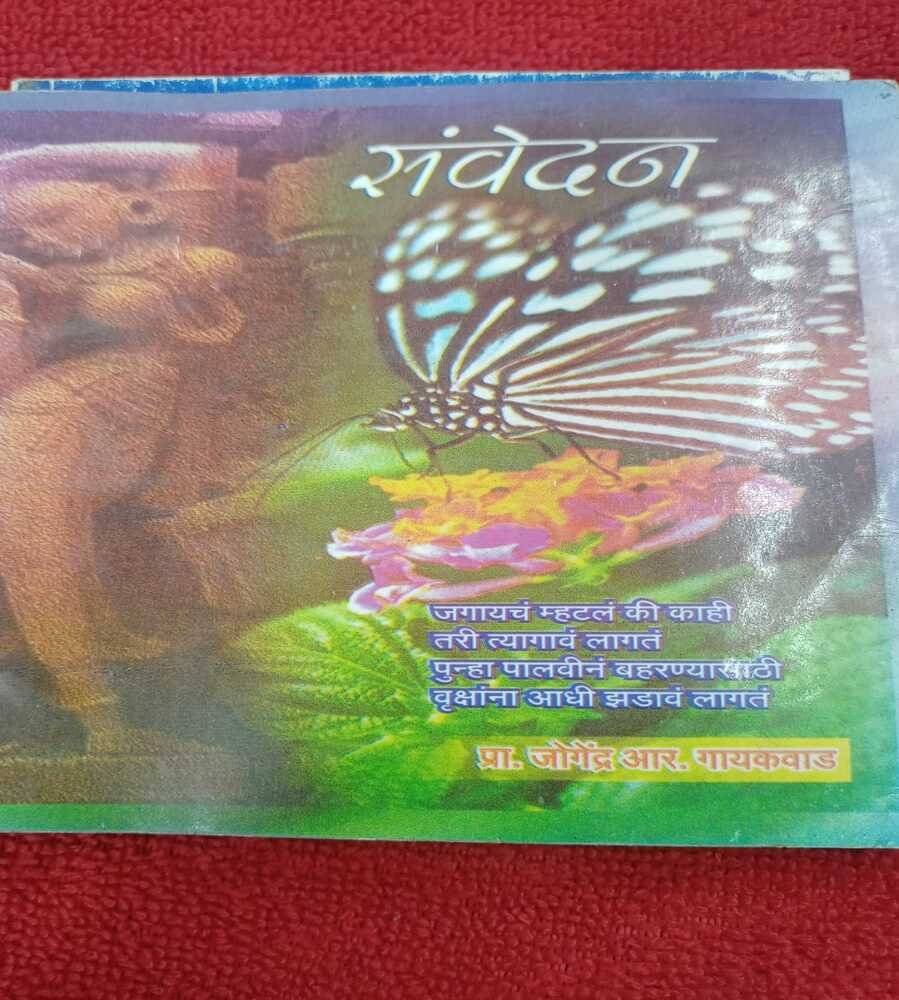 संवेदन
जगायचं म्हटलं की काही
तरी त्यागावं लागतं
पुन्हा पालवीनं बहरण्यासाठी
वृक्षांना आधी झडावं लागतं
प्रा. जोगेंद्र आर. गायकवाड